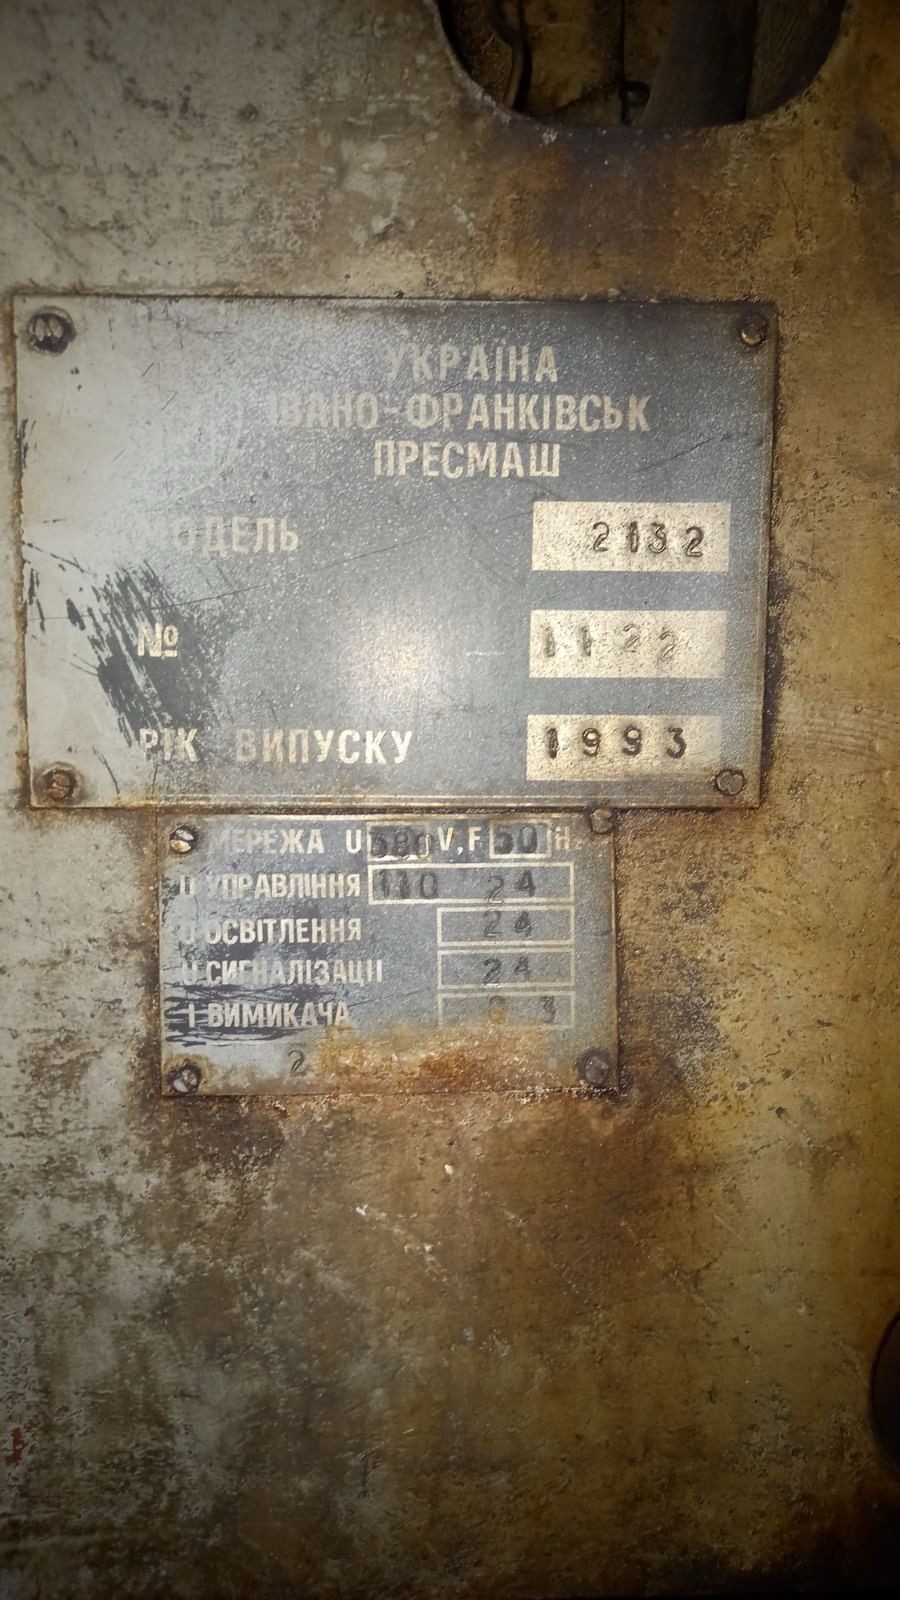 УКРАЇНА
ІВАНО-ФРАНКІВСЬК
ПРЕСМАШ
МОДЕЛЬ 2132
№ 1122
РІК ВИПУСКУ 1993
МЕРЕЖА U 380 V, F 50 Hz
U УПРАВЛІННЯ 110 24
U ОСВІТЛЕННЯ 24
U СИГНАЛІЗАЦІЇ 24
I ВИМИКАЧА
2